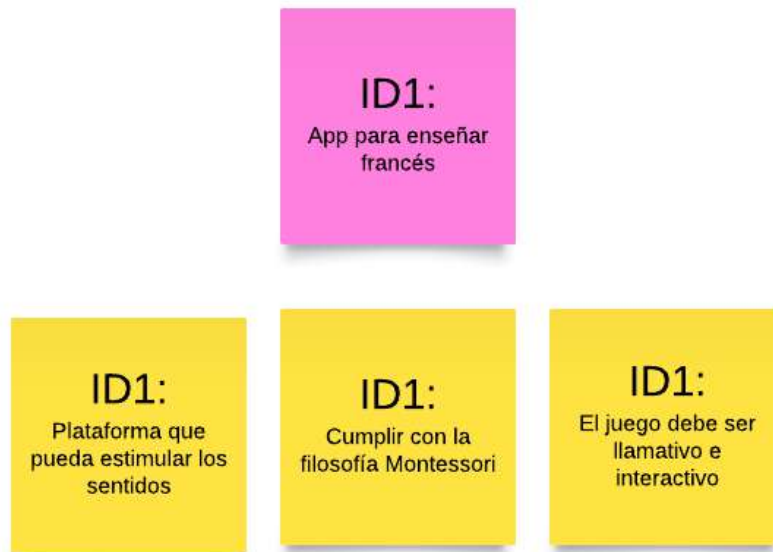 ID1:
App para enseñar
francés
ID1:
Plataforma que
pueda estimular los
sentidos
ID1:
Cumplir con la
filosofía Montessori
ID1:
El juego debe ser
llamativo e
interactivo